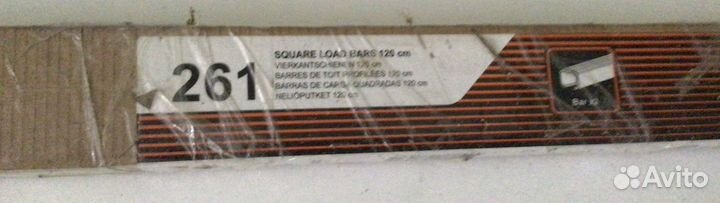 261
SQUARE LOAD BARS 120 cm
VIERKANTSCHIENEN 120 cm
BARRES DE TOIT PROFILÉES 120 cm
BARRAS DE CARGA QUADRADAS 120 cm
NELIÖPUTKET 120 cm
Bar
Avito